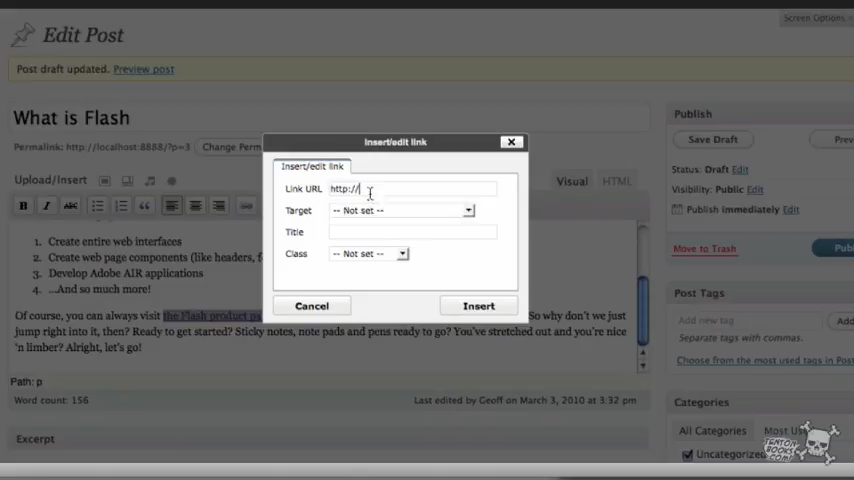 Screen Options
Edit Post
Post draft updated. Preview post
What is Flash
Permalink: http://localhost:8888/?p=3 Change Perm
Upload/Insert
Visual HTML
B I ABC
1. Create entire web interfaces
2. Create web page components (like headers, f
3. Develop Adobe AIR applications
4. ...And so much more!
Of course, you can always visit the Flash product pa So why don't we just
jump right into it, then? Ready to get started? Sticky notes, note pads and pens ready to go? You've stretched out and you're nice
'n limber? Alright, let's go!
Path: p
Word count: 156 Last edited by Geoff on March 3, 2010 at 3:32 pm
Excerpt
Insert/edit link
Insert/edit link
Link URL http://
Target -- Not set --
Title
Class -- Not set --
Cancel Insert
Publish
Save Draft Prev
Status: Draft Edit
Visibility: Public Edit
Publish immediately Edit
Move to Trash Publ
Post Tags
Add new tag Add
Separate tags with commas.
Choose from the most used tags in Post
Categories
All Categories Most Use
Uncategorized